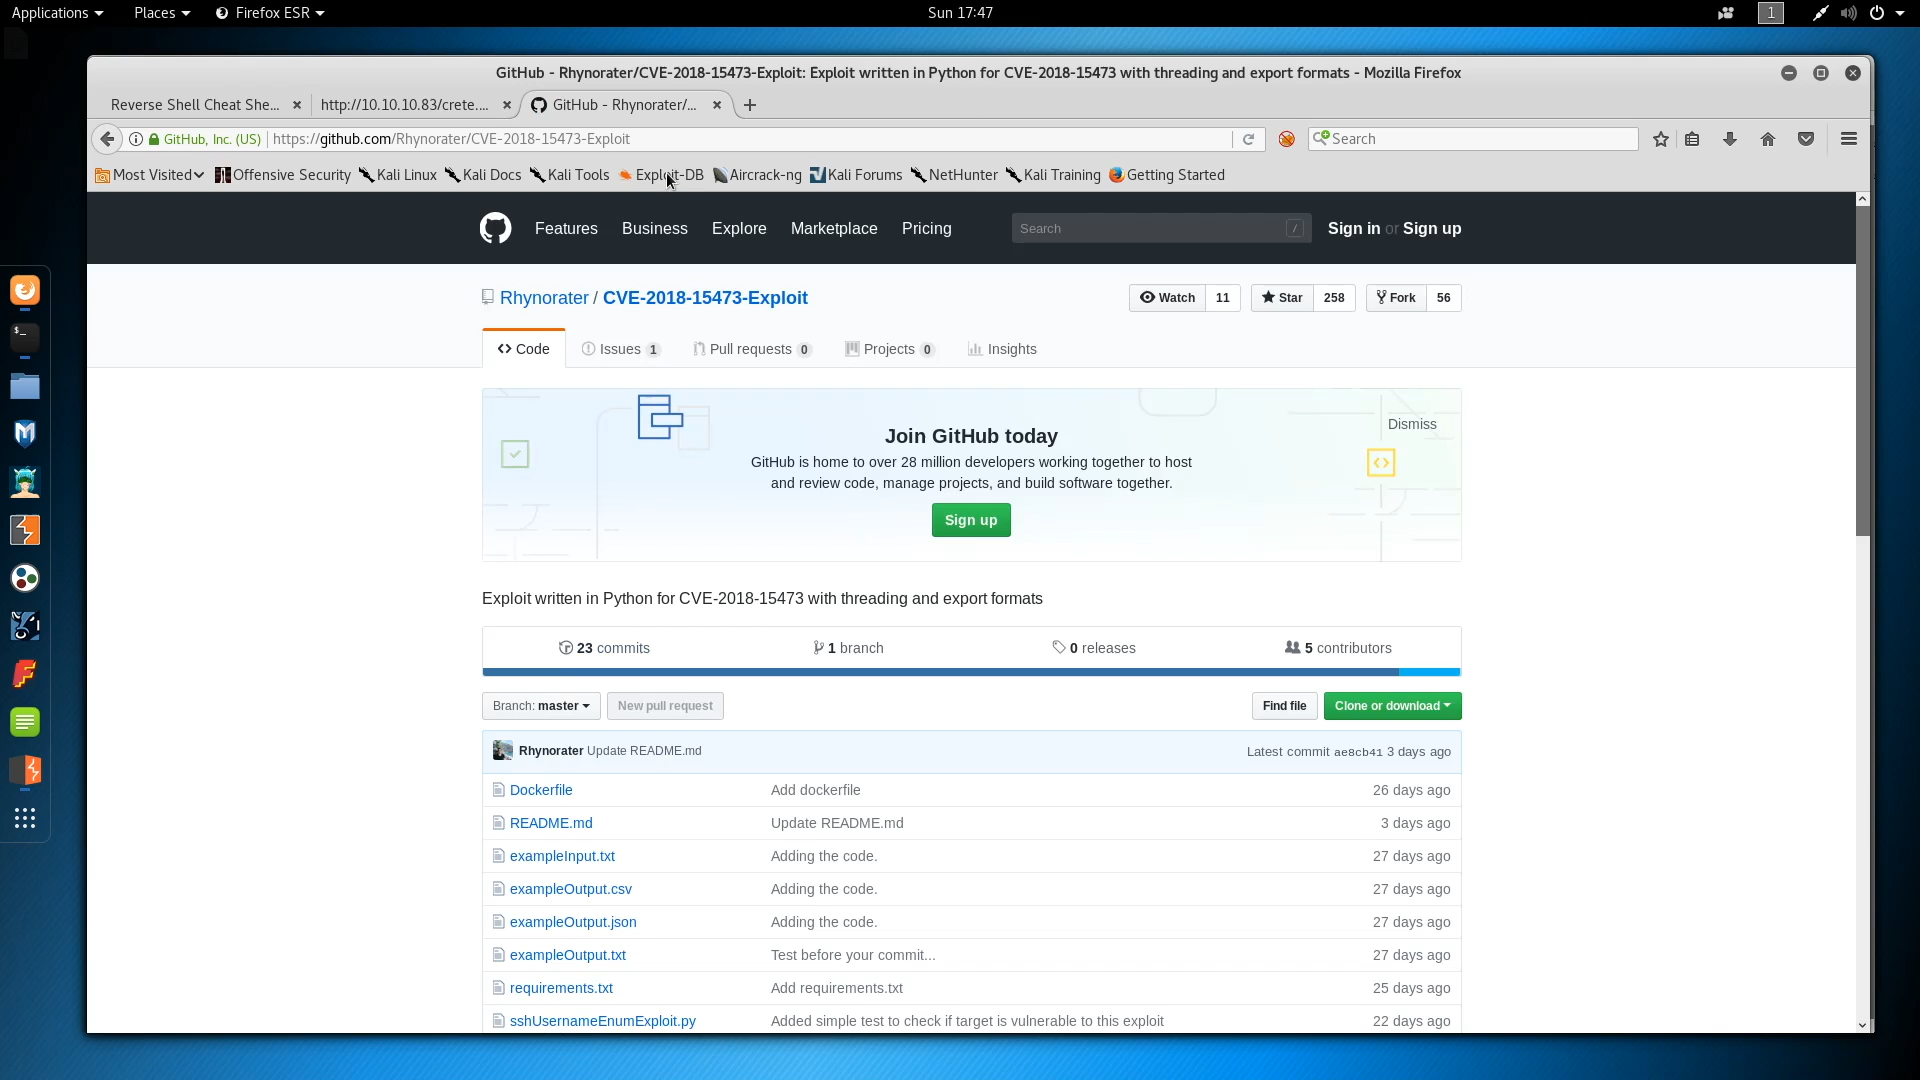 Applications Places Firefox ESR Sun 17:47 1
GitHub - Rhynorater/CVE-2018-15473-Exploit: Exploit written in Python for CVE-2018-15473 with threading and export formats - Mozilla Firefox
Reverse Shell Cheat She... http://10.10.10.83/crete.... GitHub - Rhynorater/...
GitHub, Inc. (US) https://github.com/Rhynorater/CVE-2018-15473-Exploit Search
Most Visited Offensive Security Kali Linux Kali Docs Kali Tools Exploit-DB Aircrack-ng Kali Forums NetHunter Kali Training Getting Started
Features Business Explore Marketplace Pricing Search / Sign in or Sign up
Rhynorater / CVE-2018-15473-Exploit Watch 11 Star 258 Fork 56
Code Issues 1 Pull requests 0 Projects 0 Insights
Dismiss
Join GitHub today
GitHub is home to over 28 million developers working together to host
and review code, manage projects, and build software together.
Sign up
Exploit written in Python for CVE-2018-15473 with threading and export formats
23 commits 1 branch 0 releases 5 contributors
Branch: master New pull request Find file Clone or download
Rhynorater Update README.md Latest commit ae8cb41 3 days ago
Dockerfile Add dockerfile 26 days ago
README.md Update README.md 3 days ago
exampleInput.txt Adding the code. 27 days ago
exampleOutput.csv Adding the code. 27 days ago
exampleOutput.json Adding the code. 27 days ago
exampleOutput.txt Test before your commit... 27 days ago
requirements.txt Add requirements.txt 25 days ago
sshUsernameEnumExploit.py Added simple test to check if target is vulnerable to this exploit 22 days ago